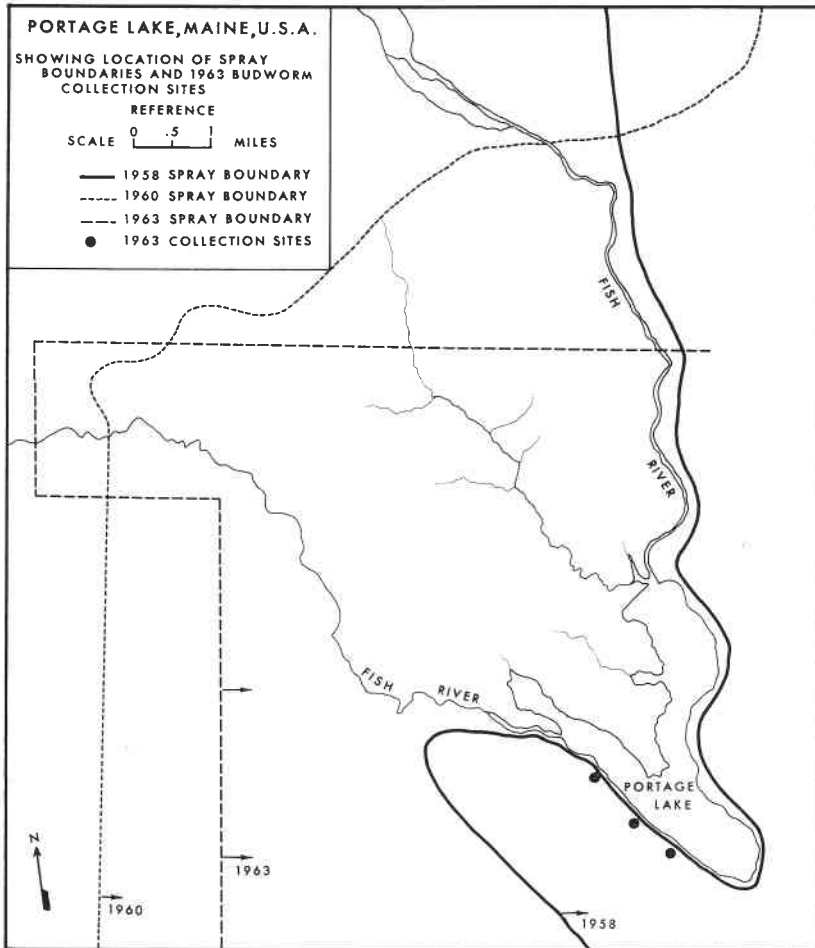 PORTAGE LAKE, MAINE, U.S.A.
SHOWING LOCATION OF SPRAY
BOUNDARIES AND 1963 BUDWORM
COLLECTION SITES
REFERENCE
SCALE 0 .5 1 MILES
1958 SPRAY BOUNDARY
1960 SPRAY BOUNDARY
1963 SPRAY BOUNDARY
1963 COLLECTION SITES
FISH
RIVER
FISH RIVER
PORTAGE
LAKE
N
1963
1960
1958